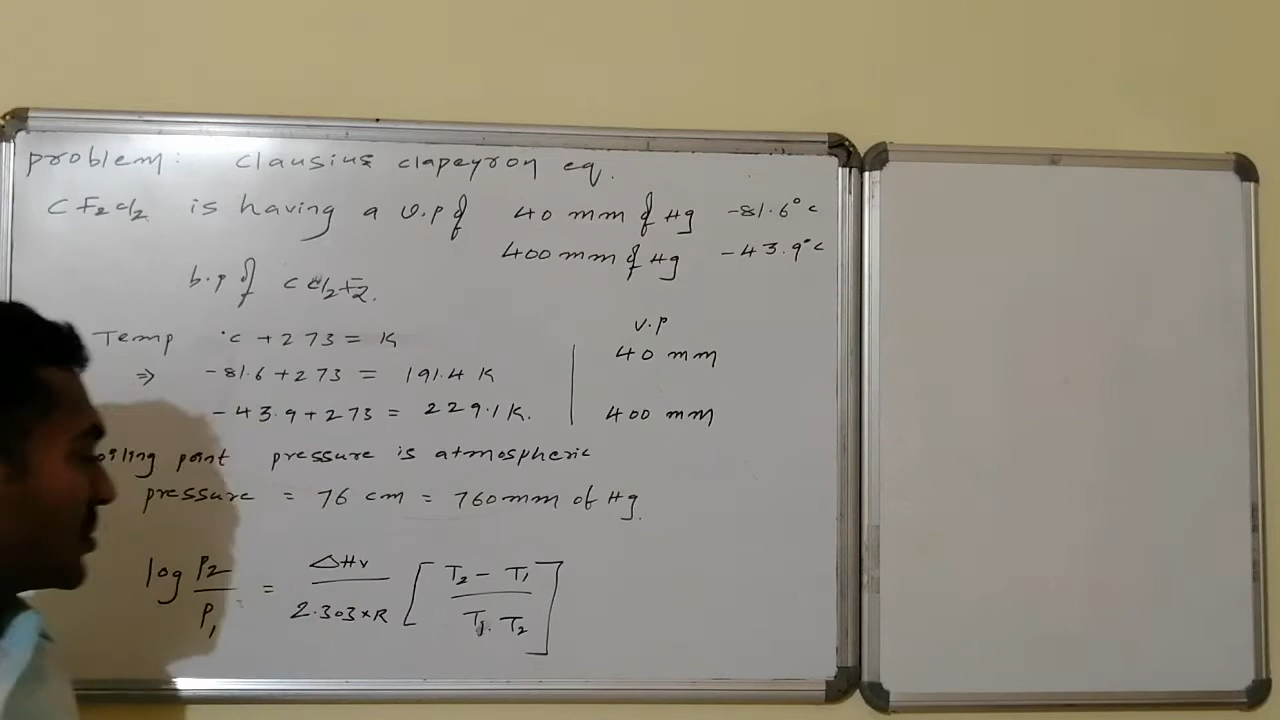 problem: clausius clapeyron eq.
CF2Cl2 is having a v.p of 40 mm of Hg -81.6°c
400 mm of Hg -43.9°c
b.p of CCl2F2.
Temp °c + 273 = K
v.p
⇒ -81.6 + 273 = 191.4 K 40 mm
-43.9 + 273 = 229.1 K. 400 mm
oiling point pressure is atmospheric
pressure = 76 cm = 760 mm of Hg.
log P2/P1 = ΔHv/2.303×R [T2 - T1/T1. T2]